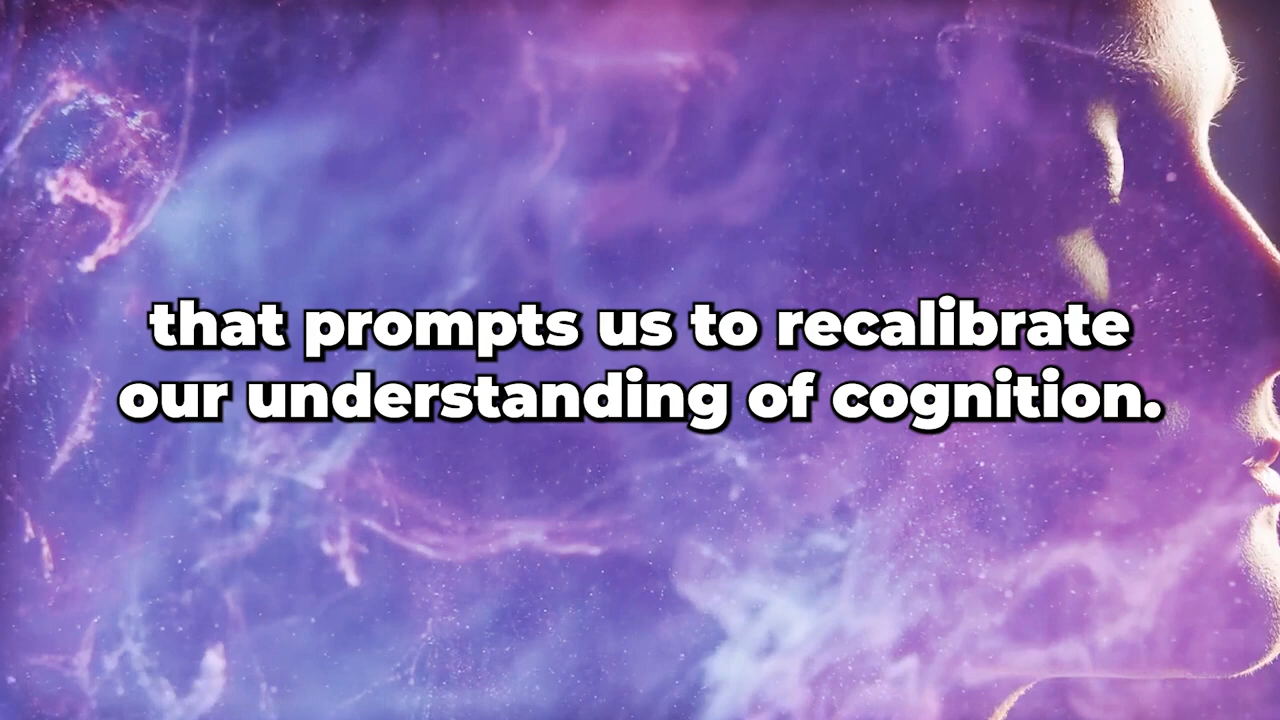 that prompts us to recalibrate
our understanding of cognition.